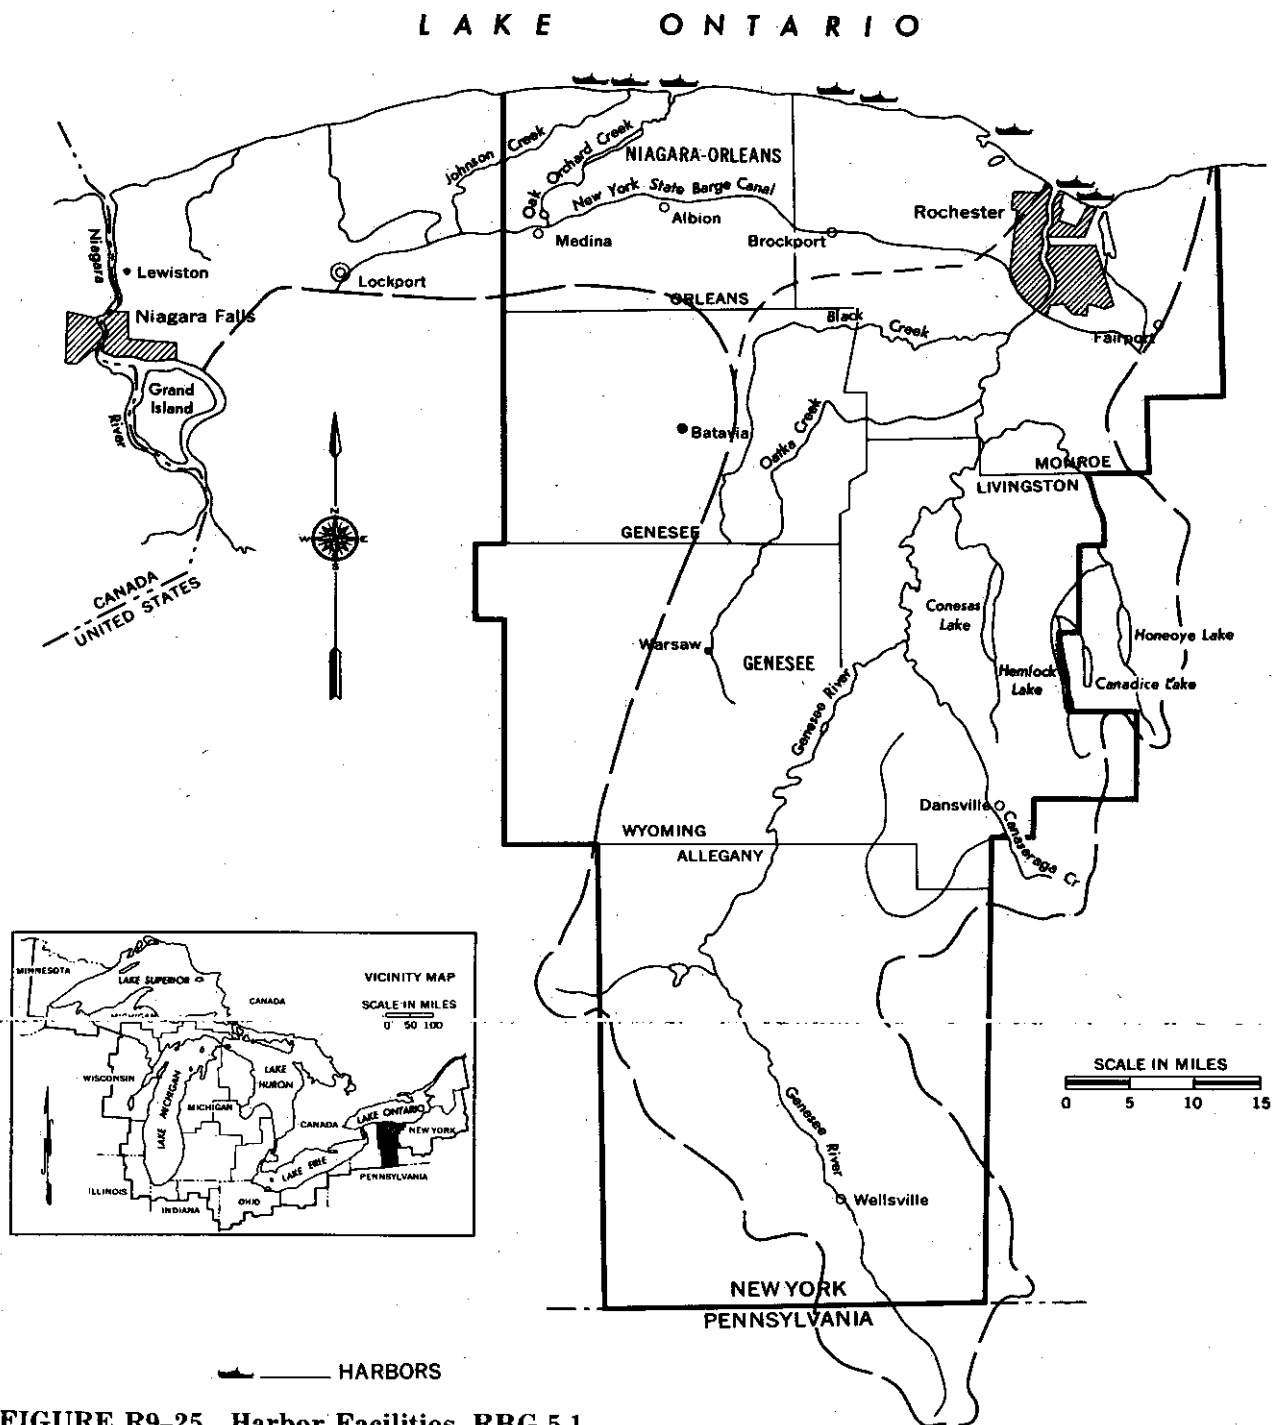 LAKE ONTARIO
Johnson Creek
Oak Orchard Creek
NIAGARA-ORLEANS
New York State Barge Canal
Albion
Medina
Brockport
Rochester
Niagara
River
Lewiston
Lockport
Niagara Falls
Grand
Island
ORLEANS
Black Creek
Fairport
Batavia
Oatka Creek
MONROE
LIVINGSTON
GENESEE
N
W
E
S
CANADA
UNITED STATES
Conesas
Lake
Honeoye Lake
Warsaw
GENESEE
Hemlock
Lake
Canadice Lake
Genesee River
Dansville
Canaseraga Cr
WYOMING
ALLEGANY
VICINITY MAP
SCALE IN MILES
0 50 100
MINNESOTA
LAKE SUPERIOR
CANADA
MICHIGAN
WISCONSIN
LAKE MICHIGAN
MICHIGAN
LAKE
HURON
CANADA
LAKE ONTARIO
NEW YORK
LAKE ERIE
PENNSYLVANIA
ILLINOIS
INDIANA
OHIO
SCALE IN MILES
0 5 10 15
Genesee River
Wellsville
NEW YORK
PENNSYLVANIA
HARBORS
FIGURE R9-25 Harbor Facilities, RBG 5.1